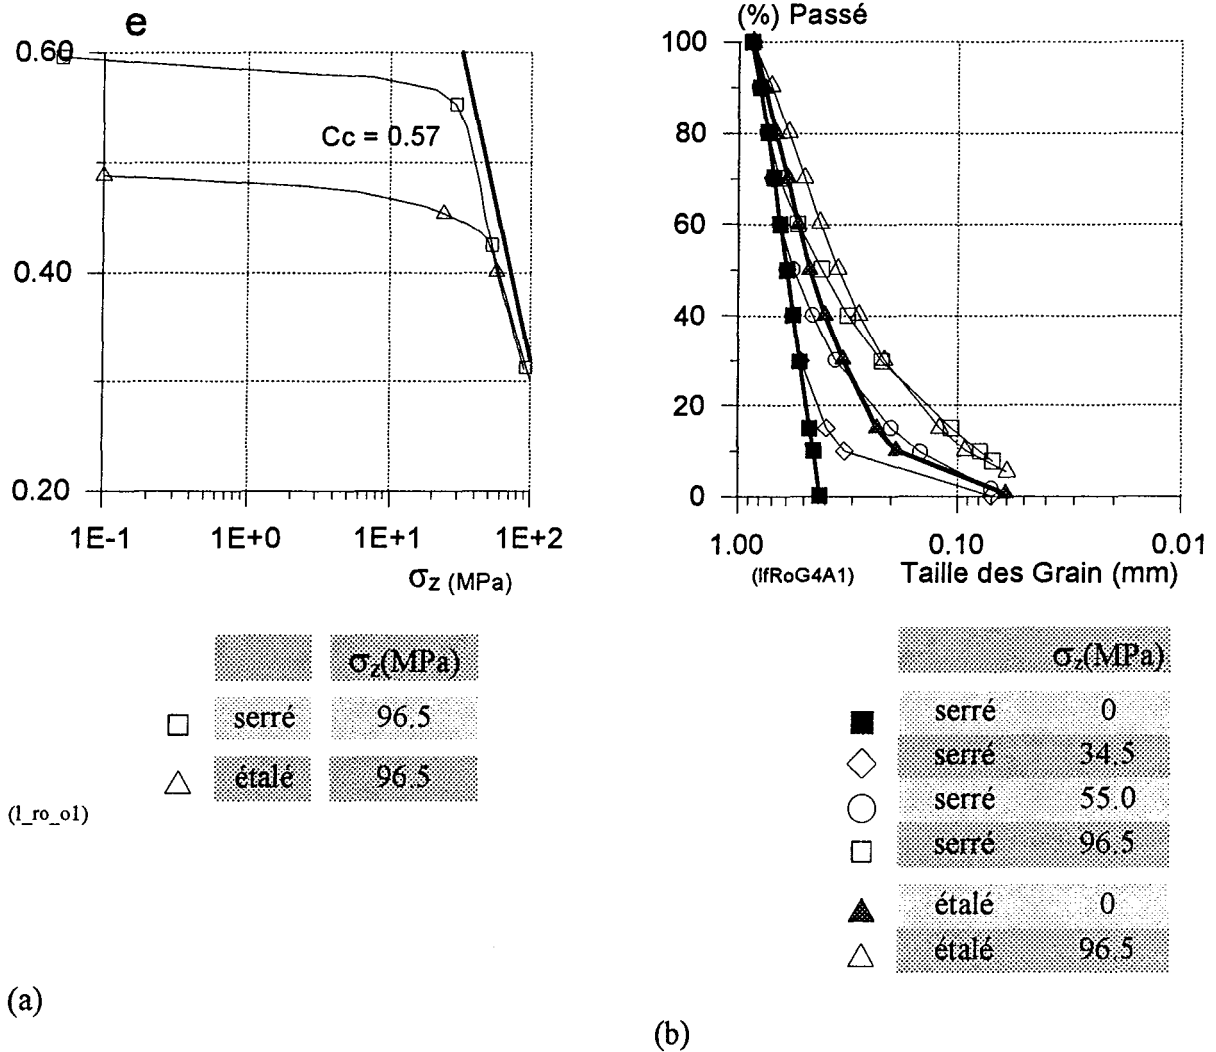 e
0.60
Cc = 0.57
0.40
0.20
1E-1 1E+0 1E+1 1E+2
σz (MPa)
σz(MPa)
serré 96.5
étalé 96.5
(l_ro_o1)
(a)
(%) Passé
100
80
60
40
20
0
1.00 0.10 0.01
(lfRoG4A1) Taille des Grain (mm)
σz(MPa)
serré 0
serré 34.5
serré 55.0
serré 96.5
étalé 0
étalé 96.5
(b)